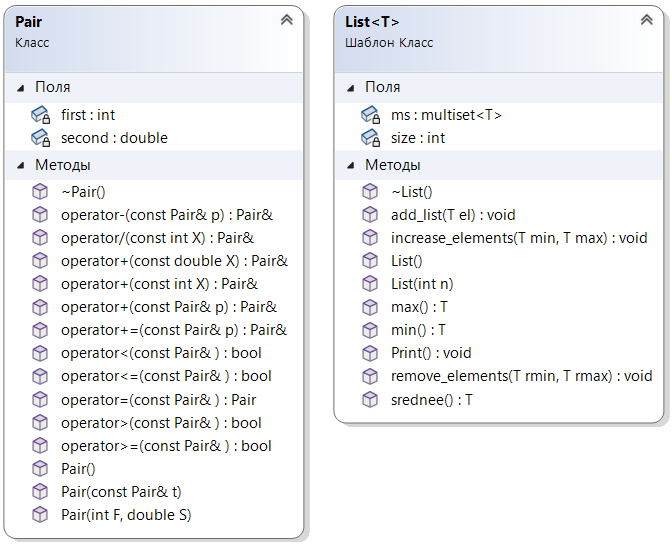 Pair
Класс
Поля
first : int
second : double
Методы
~Pair()
operator-(const Pair& p) : Pair&
operator/(const int X) : Pair&
operator+(const double X) : Pair&
operator+(const int X) : Pair&
operator+(const Pair& p) : Pair&
operator+=(const Pair& p) : Pair&
operator<(const Pair& ) : bool
operator<=(const Pair& ) : bool
operator=(const Pair& ) : Pair
operator>(const Pair& ) : bool
operator>=(const Pair& ) : bool
Pair()
Pair(const Pair& t)
Pair(int F, double S)
List<T>
Шаблон Класс
Поля
ms : multiset<T>
size : int
Методы
~List()
add_list(T el) : void
increase_elements(T min, T max) : void
List()
List(int n)
max() : T
min() : T
Print() : void
remove_elements(T rmin, T rmax) : void
srednee() : T